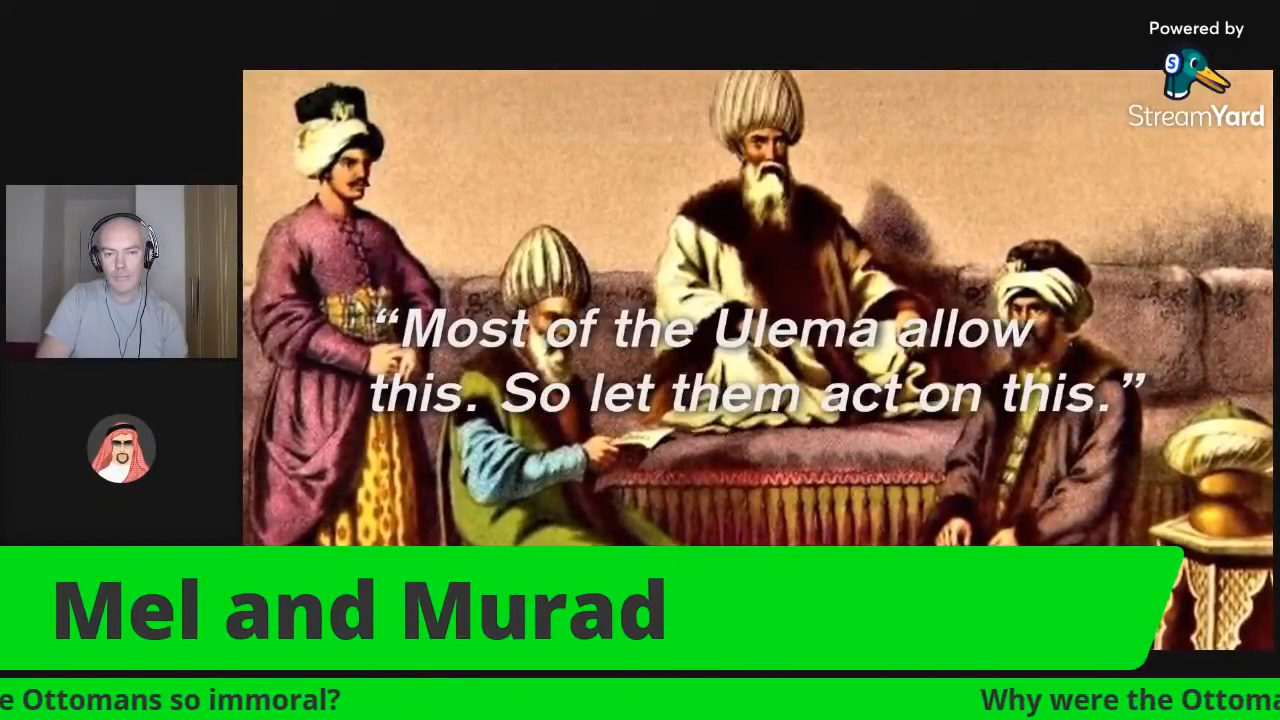 Powered by
StreamYard
“Most of the Ulema allow
this. So let them act on this.”
Mel and Murad
e Ottomans so immoral?
Why were the Ottoma